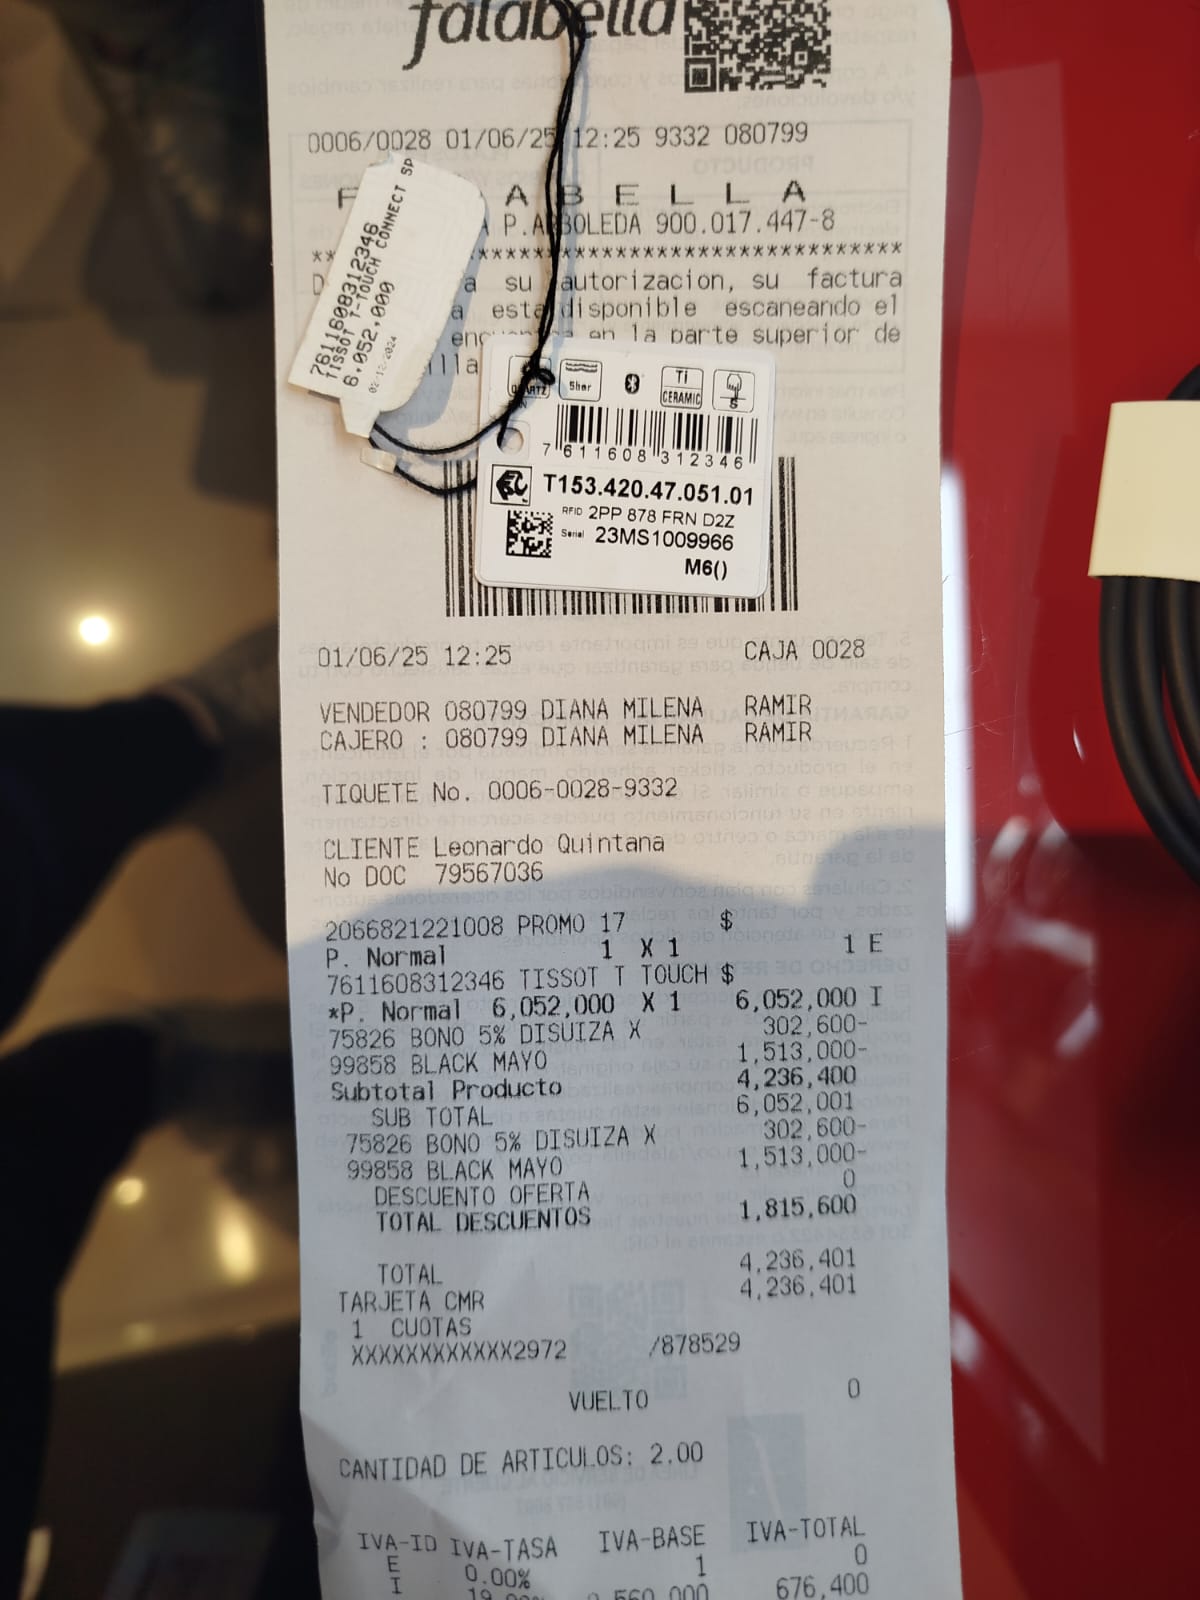 falabella
0006/0028 01/06/25 12:25 9332 080799
F A B E L L A
P.ARBOLEDA 900.017.447-8
su autorizacion, su factura
esta disponible escaneando el
en la parte superior de
7611608312346
TISSOT T-TOUCH CONNECT SP
6.052,000
02-12-2024
QUARTZ
5bar
Ti
CERAMIC
S
7 611608 312346
T153.420.47.051.01
RFID 2PP 878 FRN D2Z
Serial 23MS1009966
M6()
01/06/25 12:25 CAJA 0028
VENDEDOR 080799 DIANA MILENA RAMIR
CAJERO : 080799 DIANA MILENA RAMIR
TIQUETE No. 0006-0028-9332
CLIENTE Leonardo Quintana
No DOC 79567036
2066821221008 PROMO 17 $
P. Normal 1 X 1 1 E
7611608312346 TISSOT T TOUCH $
*P. Normal 6,052,000 X 1 6,052,000 I
75826 BONO 5% DISUIZA X 302,600-
99858 BLACK MAYO 1,513,000-
Subtotal Producto 4,236,400
SUB TOTAL 6,052,001
75826 BONO 5% DISUIZA X 302,600-
99858 BLACK MAYO 1,513,000-
DESCUENTO OFERTA 0
TOTAL DESCUENTOS 1,815,600
TOTAL 4,236,401
TARJETA CMR 4,236,401
1 CUOTAS
XXXXXXXXXXXX2972 /878529
VUELTO 0
CANTIDAD DE ARTICULOS: 2.00
IVA-ID IVA-TASA IVA-BASE IVA-TOTAL
E 0.00% 1 0
I 676,400